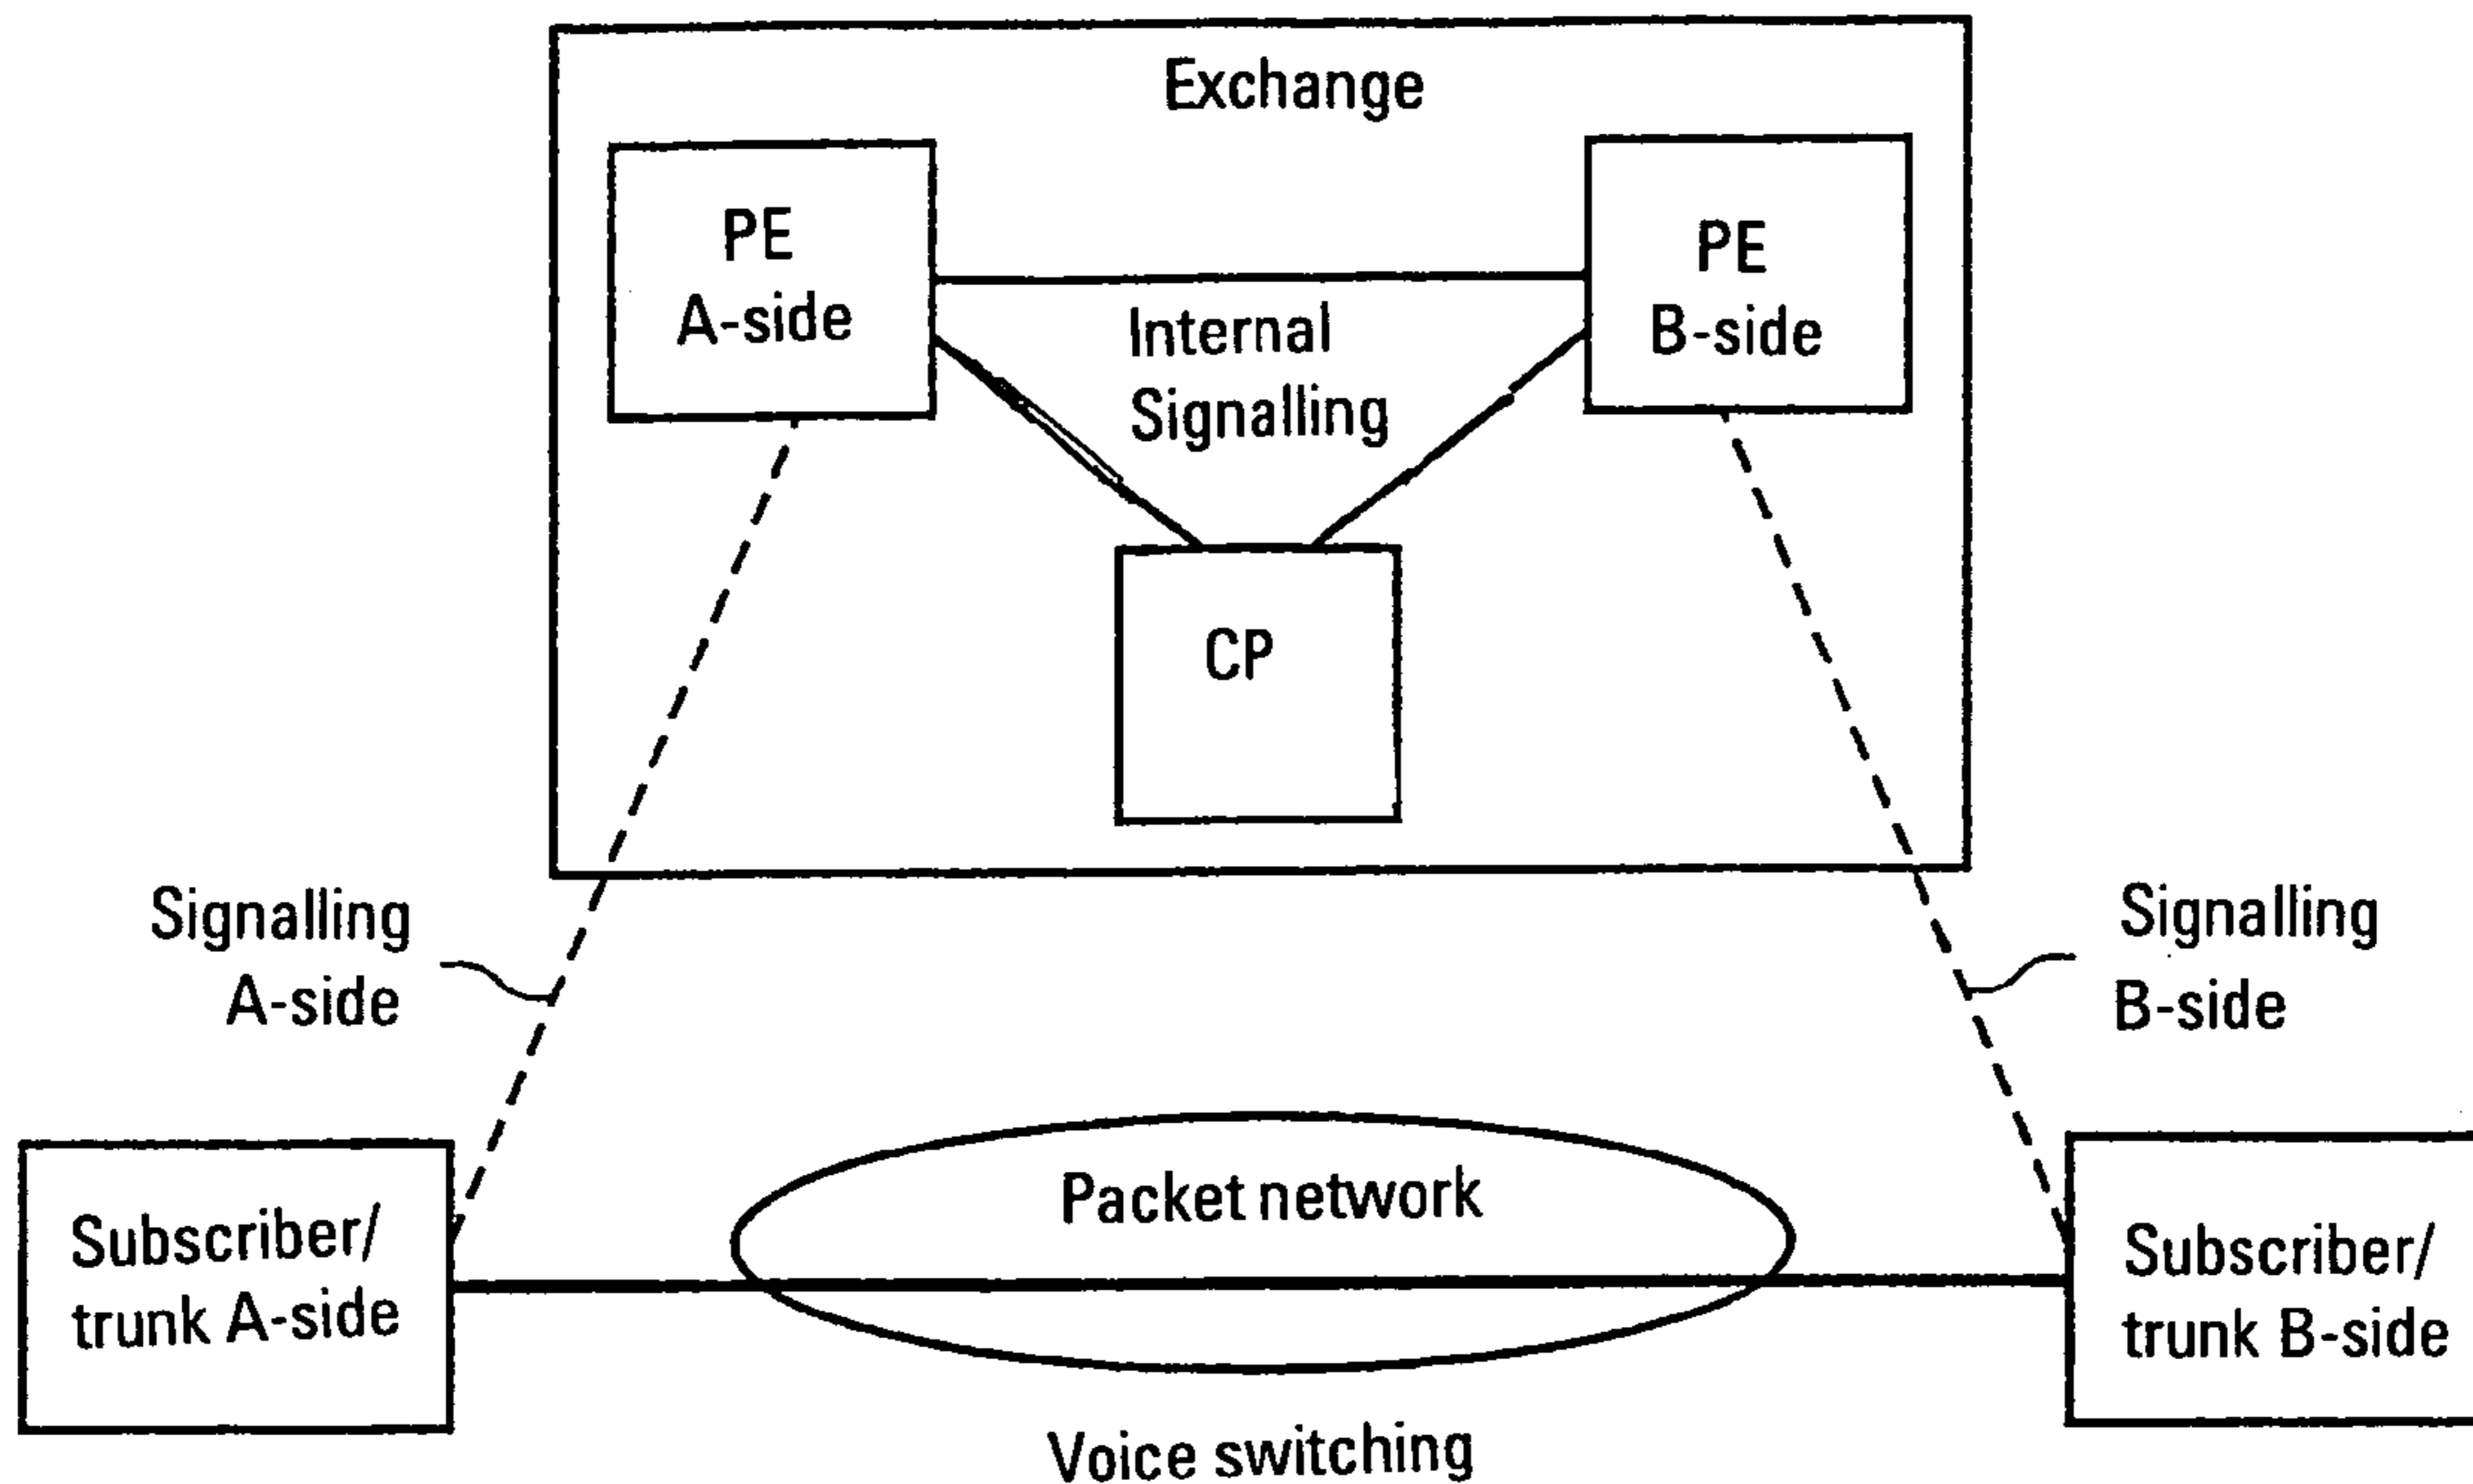 Exchange
PE
A-side
PE
B-side
Internal
Signalling
CP
Signalling
A-side
Signalling
B-side
Subscriber/
trunk A-side
Packet network
Subscriber/
trunk B-side
Voice switching